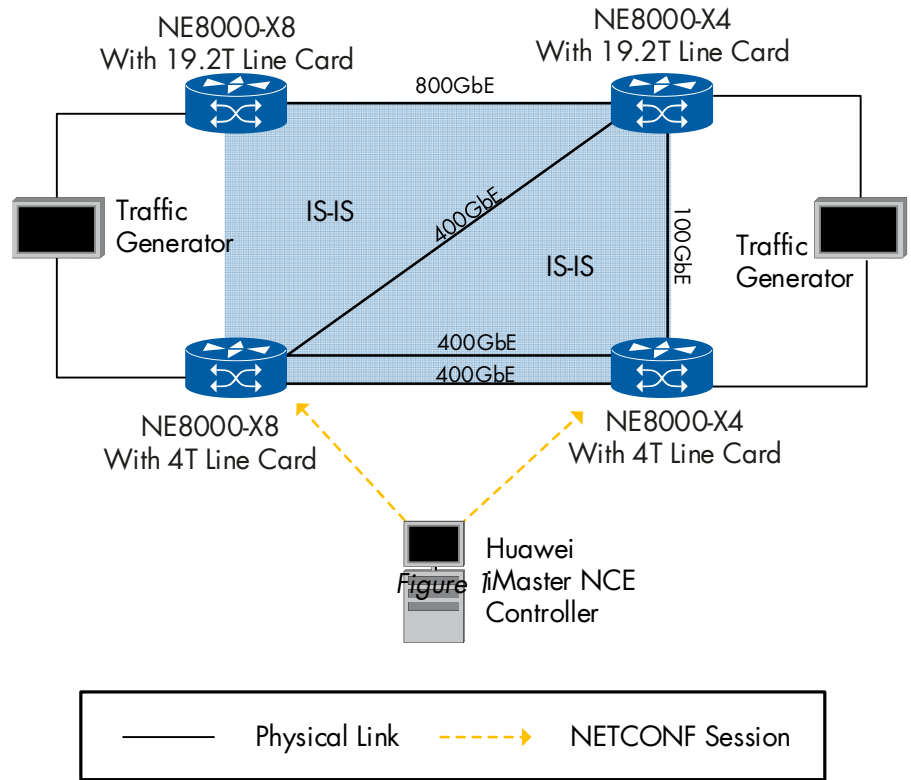 NE8000-X8
With 19.2T Line Card
NE8000-X4
With 19.2T Line Card
800GbE
Traffic
Generator
IS-IS
400GbE
IS-IS
100GbE
Traffic
Generator
400GbE
400GbE
NE8000-X8
With 4T Line Card
NE8000-X4
With 4T Line Card
Huawei
iMaster NCE
Controller
Figure 1
Physical Link
NETCONF Session